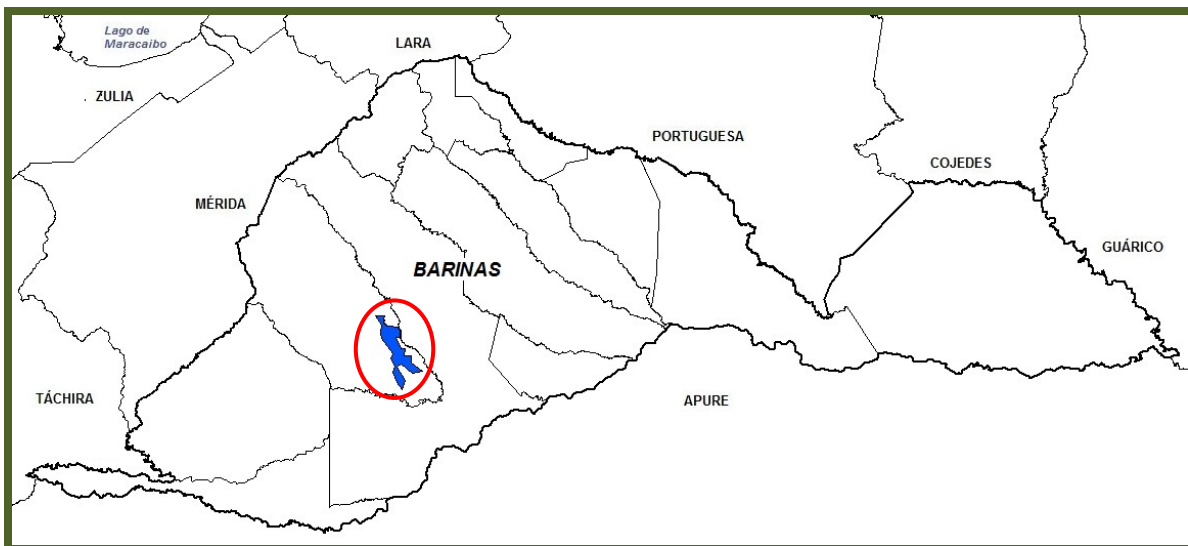 Lago de
Maracaibo
LARA
ZULIA
PORTUGUESA
COJEDES
MÉRIDA
GUÁRICO
BARINAS
TÁCHIRA
APURE